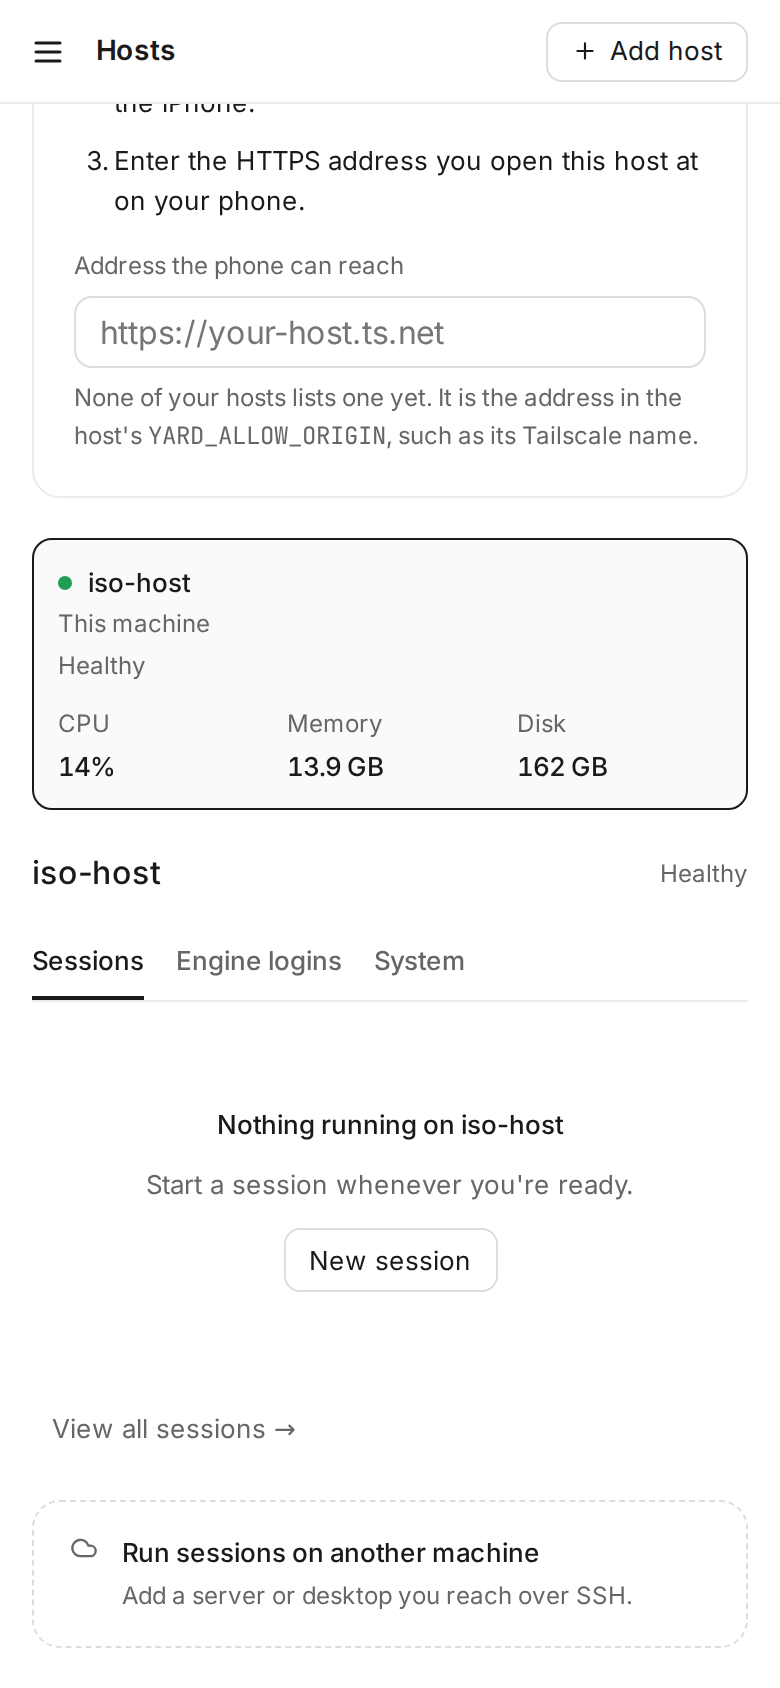 Hosts
+ Add host
the iPhone.
3. Enter the HTTPS address you open this host at
on your phone.
Address the phone can reach
https://your-host.ts.net
None of your hosts lists one yet. It is the address in the
host's YARD_ALLOW_ORIGIN, such as its Tailscale name.
iso-host
This machine
Healthy
CPU Memory Disk
14% 13.9 GB 162 GB
iso-host Healthy
Sessions Engine logins System
Nothing running on iso-host
Start a session whenever you're ready.
New session
View all sessions →
Run sessions on another machine
Add a server or desktop you reach over SSH.